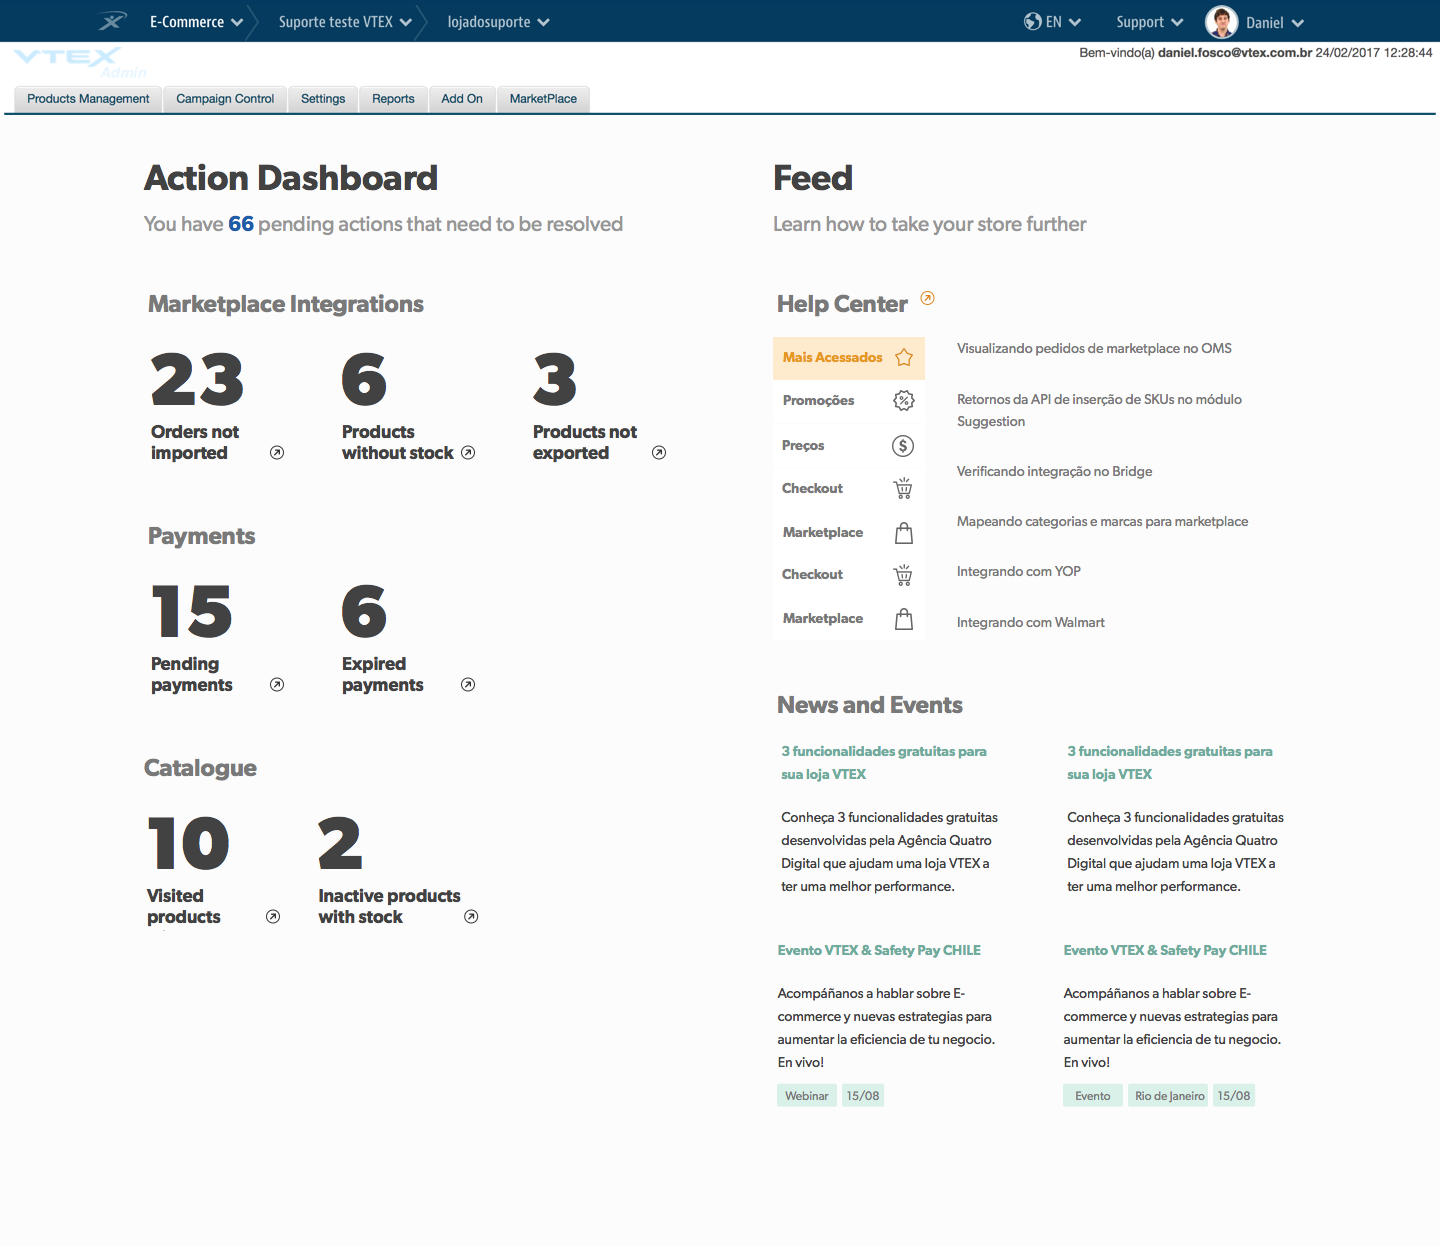 E-Commerce
Suporte teste VTEX
lojadosuporte
EN
Support
Daniel
VTEX
Admin
Bem-vindo(a) daniel.fosco@vtex.com.br 24/02/2017 12:28:44
Products Management
Campaign Control
Settings
Reports
Add On
MarketPlace
Action Dashboard
You have 66 pending actions that need to be resolved
Marketplace Integrations
23
Orders not
imported
6
Products
without stock
3
Products not
exported
Payments
15
Pending
payments
6
Expired
payments
Catalogue
10
Visited
products
2
Inactive products
with stock
Feed
Learn how to take your store further
Help Center
Mais Acessados
Promoções
Preços
Checkout
Marketplace
Checkout
Marketplace
Visualizando pedidos de marketplace no OMS
Retornos da API de inserção de SKUs no módulo
Suggestion
Verificando integração no Bridge
Mapeando categorias e marcas para marketplace
Integrando com YOP
Integrando com Walmart
News and Events
3 funcionalidades gratuitas para
sua loja VTEX
Conheça 3 funcionalidades gratuitas
desenvolvidas pela Agência Quatro
Digital que ajudam uma loja VTEX a
ter uma melhor performance.
3 funcionalidades gratuitas para
sua loja VTEX
Conheça 3 funcionalidades gratuitas
desenvolvidas pela Agência Quatro
Digital que ajudam uma loja VTEX a
ter uma melhor performance.
Evento VTEX & Safety Pay CHILE
Acompáñanos a hablar sobre E-
commerce y nuevas estrategias para
aumentar la eficiencia de tu negocio.
En vivo!
Webinar
15/08
Evento VTEX & Safety Pay CHILE
Acompáñanos a hablar sobre E-
commerce y nuevas estrategias para
aumentar la eficiencia de tu negocio.
En vivo!
Evento
Rio de Janeiro
15/08